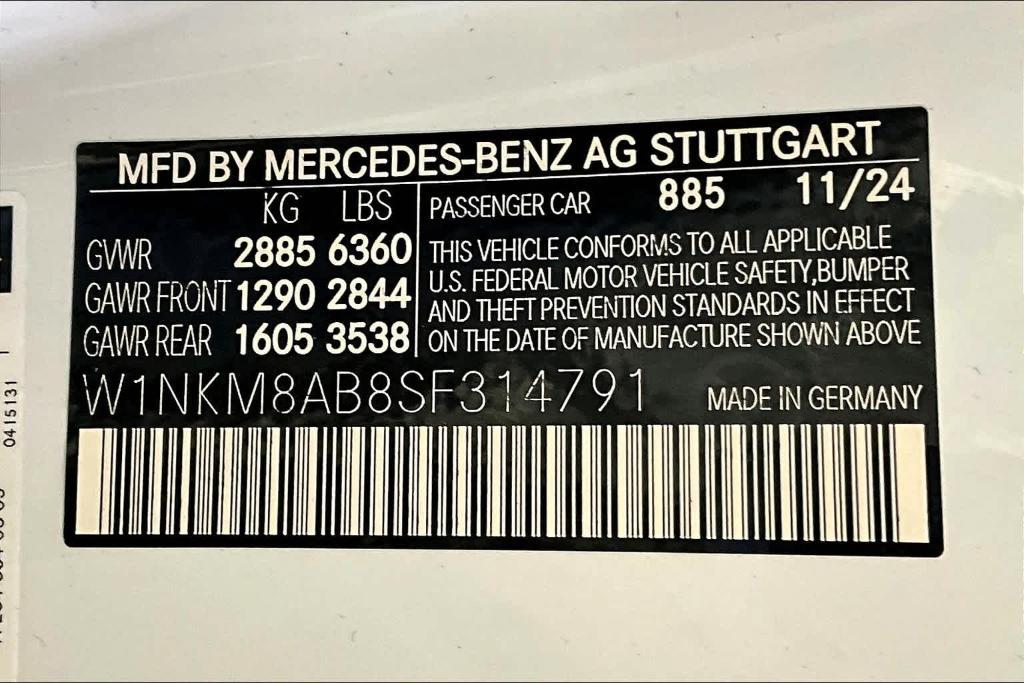 MFD BY MERCEDES-BENZ AG STUTTGART
KG LBS
GVWR 2885 6360
GAWR FRONT 1290 2844
GAWR REAR 1605 3538
PASSENGER CAR 885 11/24
THIS VEHICLE CONFORMS TO ALL APPLICABLE
U.S. FEDERAL MOTOR VEHICLE SAFETY,BUMPER
AND THEFT PREVENTION STANDARDS IN EFFECT
ON THE DATE OF MANUFACTURE SHOWN ABOVE
W1NKM8AB8SF314791 MADE IN GERMANY
0415131